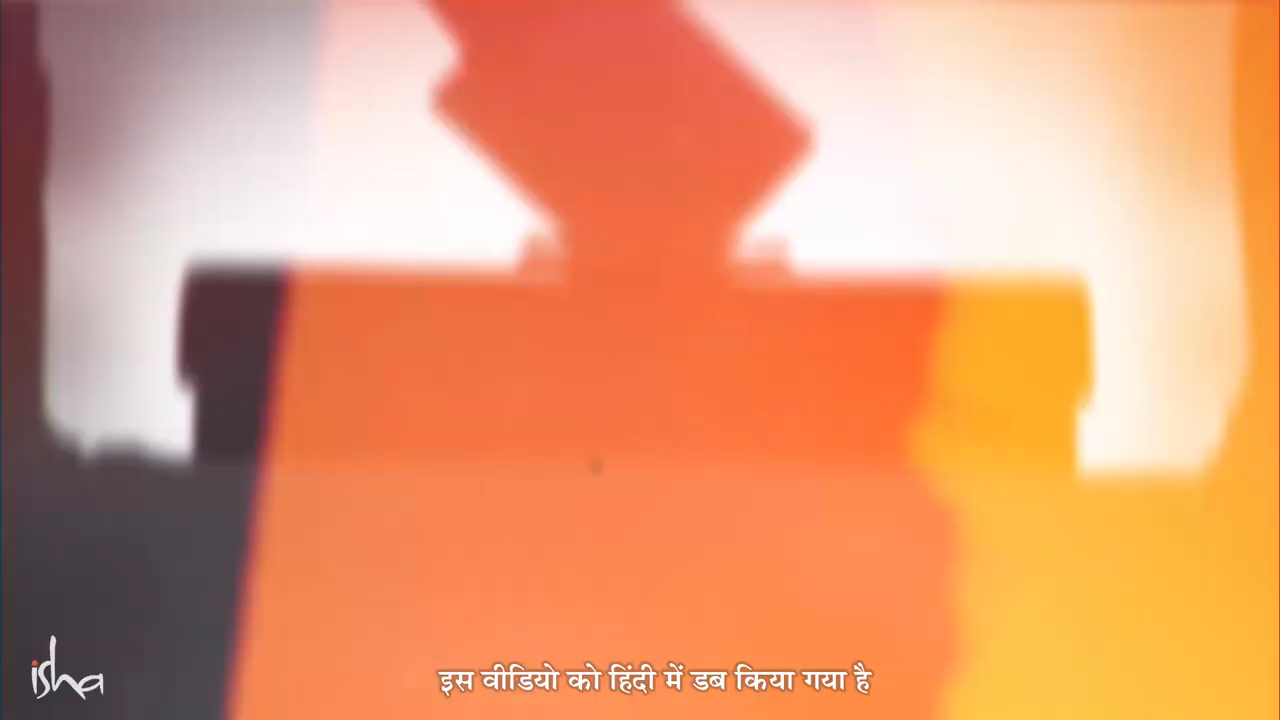 isha
इस वीडियो को हिंदी में डब किया गया है